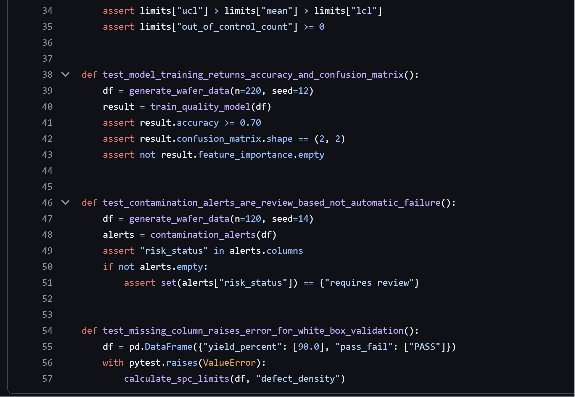 34 assert limits["ucl"] > limits["mean"] > limits["lcl"]
35 assert limits["out_of_control_count"] >= 0
36
37
38 def test_model_training_returns_accuracy_and_confusion_matrix():
39 df = generate_wafer_data(n=220, seed=12)
40 result = train_quality_model(df)
41 assert result.accuracy >= 0.70
42 assert result.confusion_matrix.shape == (2, 2)
43 assert not result.feature_importance.empty
44
45
46 def test_contamination_alerts_are_review_based_not_automatic_failure():
47 df = generate_wafer_data(n=120, seed=14)
48 alerts = contamination_alerts(df)
49 assert "risk_status" in alerts.columns
50 if not alerts.empty:
51 assert set(alerts["risk_status"]) == {"requires review"}
52
53
54 def test_missing_column_raises_error_for_white_box_validation():
55 df = pd.DataFrame({"yield_percent": [90.0], "pass_fail": ["PASS"]})
56 with pytest.raises(ValueError):
57 calculate_spc_limits(df, "defect_density")